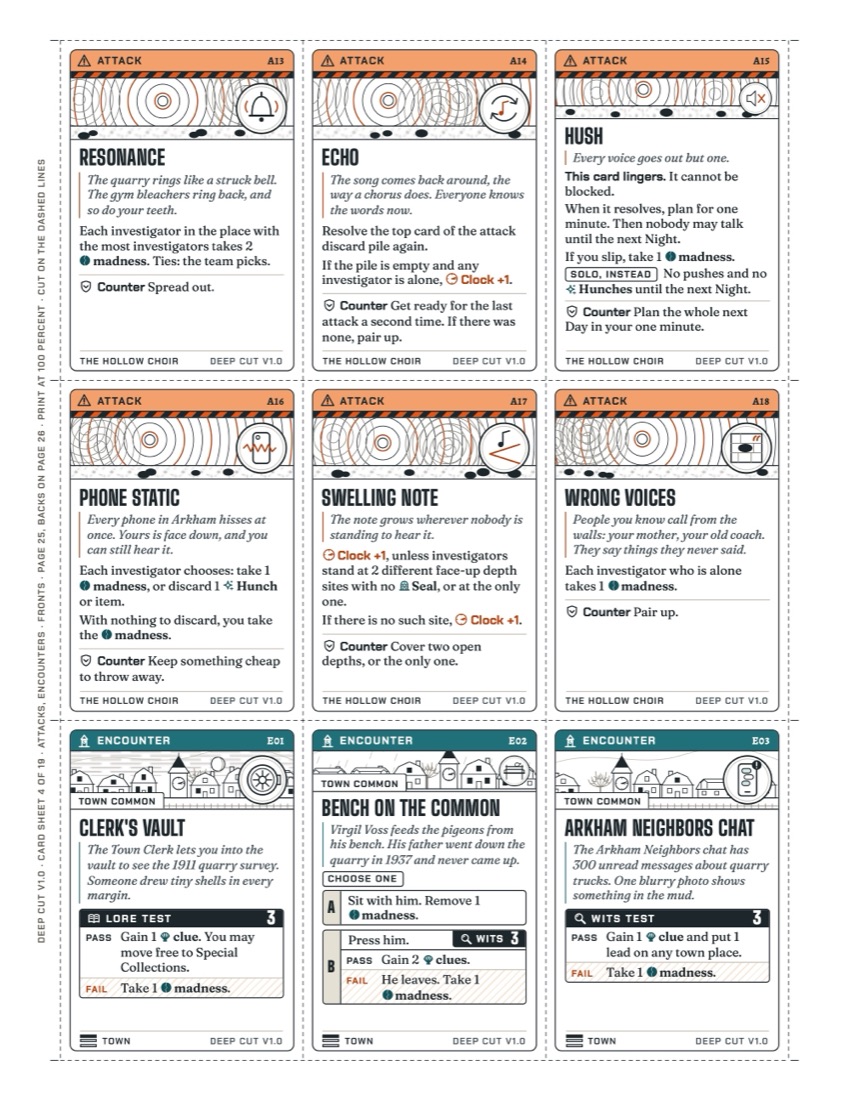 DEEP CUT V1.0 · CARD SHEET 4 OF 19 · ATTACKS, ENCOUNTERS · FRONTS · PAGE 25, BACKS ON PAGE 26 · PRINT AT 100 PERCENT · CUT ON THE DASHED LINES
ATTACK A13
RESONANCE
The quarry rings like a struck bell.
The gym bleachers ring back, and
so do your teeth.
Each investigator in the place with
the most investigators takes 2
madness. Ties: the team picks.
Counter Spread out.
THE HOLLOW CHOIR DEEP CUT V1.0
ATTACK A14
ECHO
The song comes back around, the
way a chorus does. Everyone knows
the words now.
Resolve the top card of the attack
discard pile again.
If the pile is empty and any
investigator is alone, Clock +1.
Counter Get ready for the last
attack a second time. If there was
none, pair up.
THE HOLLOW CHOIR DEEP CUT V1.0
ATTACK A15
HUSH
Every voice goes out but one.
This card lingers. It cannot be
blocked.
When it resolves, plan for one
minute. Then nobody may talk
until the next Night.
If you slip, take 1 madness.
SOLO, INSTEAD No pushes and no
Hunches until the next Night.
Counter Plan the whole next
Day in your one minute.
THE HOLLOW CHOIR DEEP CUT V1.0
ATTACK A16
PHONE STATIC
Every phone in Arkham hisses at
once. Yours is face down, and you
can still hear it.
Each investigator chooses: take 1
madness, or discard 1 Hunch
or item.
With nothing to discard, you take
the madness.
Counter Keep something cheap
to throw away.
THE HOLLOW CHOIR DEEP CUT V1.0
ATTACK A17
SWELLING NOTE
The note grows wherever nobody is
standing to hear it.
Clock +1, unless investigators
stand at 2 different face-up depth
sites with no Seal, or at the only
one.
If there is no such site, Clock +1.
Counter Cover two open
depths, or the only one.
THE HOLLOW CHOIR DEEP CUT V1.0
ATTACK A18
WRONG VOICES
People you know call from the
walls: your mother, your old coach.
They say things they never said.
Each investigator who is alone
takes 1 madness.
Counter Pair up.
THE HOLLOW CHOIR DEEP CUT V1.0
ENCOUNTER E01
TOWN COMMON
CLERK'S VAULT
The Town Clerk lets you into the
vault to see the 1911 quarry survey.
Someone drew tiny shells in every
margin.
LORE TEST 3
PASS Gain 1 clue. You may
move free to Special
Collections.
FAIL Take 1 madness.
TOWN DEEP CUT V1.0
ENCOUNTER E02
TOWN COMMON
BENCH ON THE COMMON
Virgil Voss feeds the pigeons from
his bench. His father went down the
quarry in 1937 and never came up.
CHOOSE ONE
A Sit with him. Remove 1
madness.
B Press him. WITS 3
PASS Gain 2 clues.
FAIL He leaves. Take 1
madness.
TOWN DEEP CUT V1.0
ENCOUNTER E03
TOWN COMMON
ARKHAM NEIGHBORS CHAT
The Arkham Neighbors chat has
300 unread messages about quarry
trucks. One blurry photo shows
something in the mud.
WITS TEST 3
PASS Gain 1 clue and put 1
lead on any town place.
FAIL Take 1 madness.
TOWN DEEP CUT V1.0